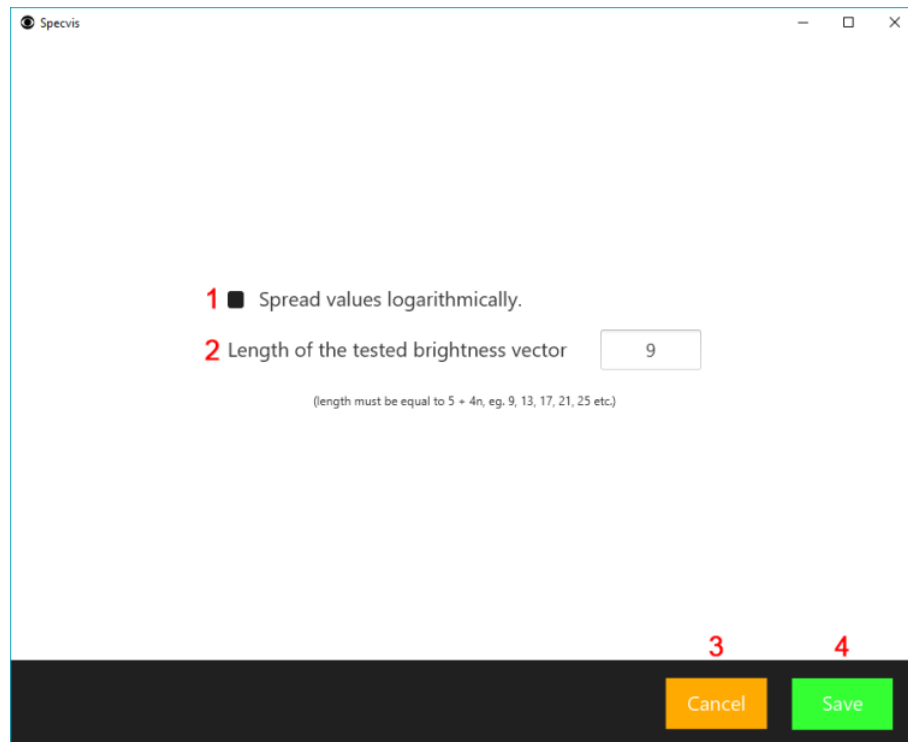 Specvis
1 Spread values logarithmically.
2 Length of the tested brightness vector 9
(length must be equal to 5 + 4n, eg. 9, 13, 17, 21, 25 etc.)
3 4
Cancel Save